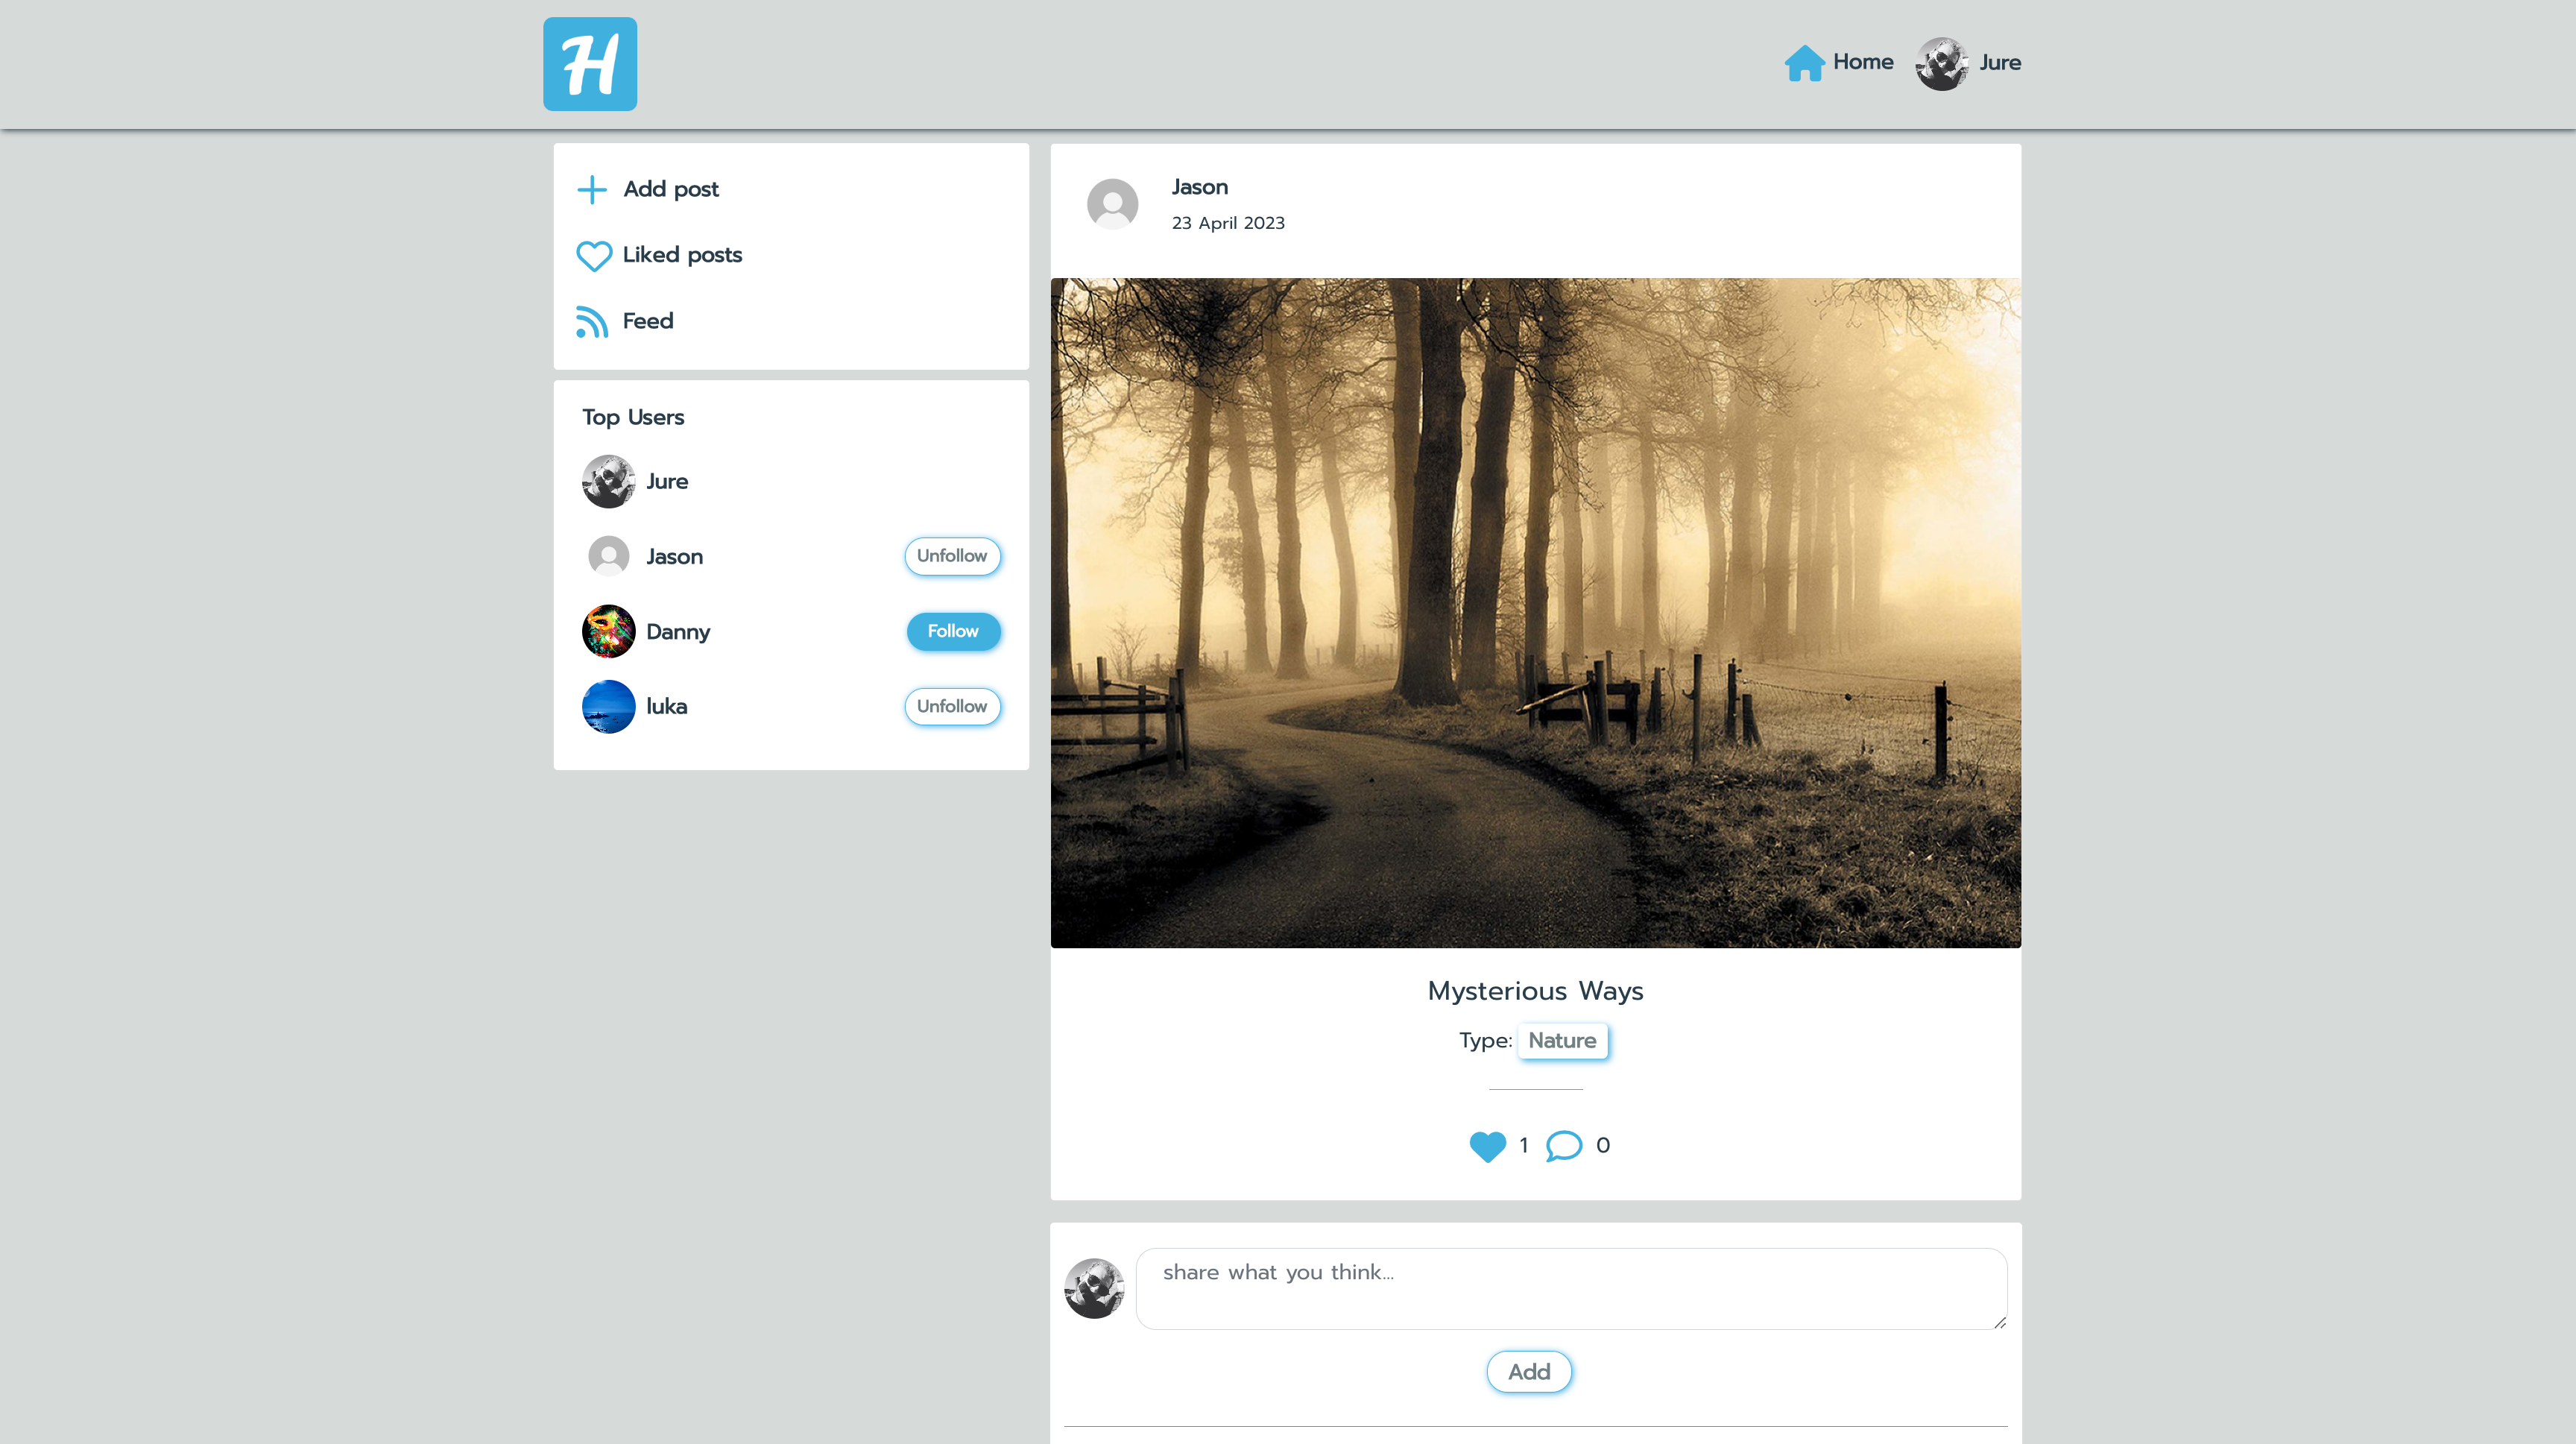 H
Home
Jure
Add post
Liked posts
Feed
Top Users
Jure
Jason
Unfollow
Danny
Follow
luka
Unfollow
Jason
23 April 2023
Mysterious Ways
Type: Nature
1
0
share what you think...
Add